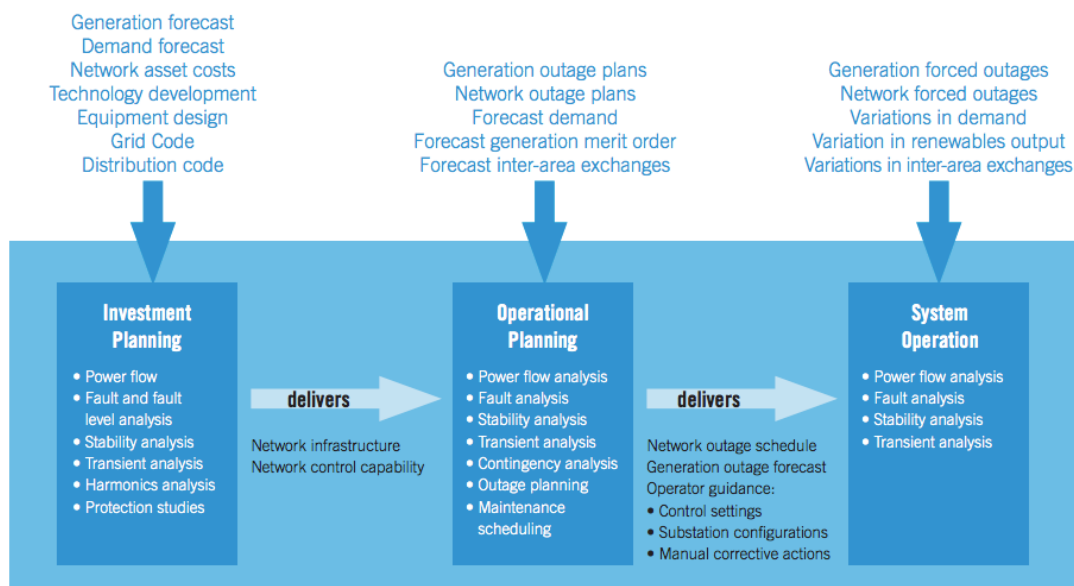 Generation forecast
Demand forecast
Network asset costs
Technology development
Equipment design
Grid Code
Distribution code
Generation outage plans
Network outage plans
Forecast demand
Forecast generation merit order
Forecast inter-area exchanges
Generation forced outages
Network forced outages
Variations in demand
Variation in renewables output
Variations in inter-area exchanges
Investment
Planning
• Power flow
• Fault and fault
level analysis
• Stability analysis
• Transient analysis
• Harmonics analysis
• Protection studies
delivers
Network infrastructure
Network control capability
Operational
Planning
• Power flow analysis
• Fault analysis
• Stability analysis
• Transient analysis
• Contingency analysis
• Outage planning
• Maintenance
scheduling
delivers
Network outage schedule
Generation outage forecast
Operator guidance:
• Control settings
• Substation configurations
• Manual corrective actions
System
Operation
• Power flow analysis
• Fault analysis
• Stability analysis
• Transient analysis